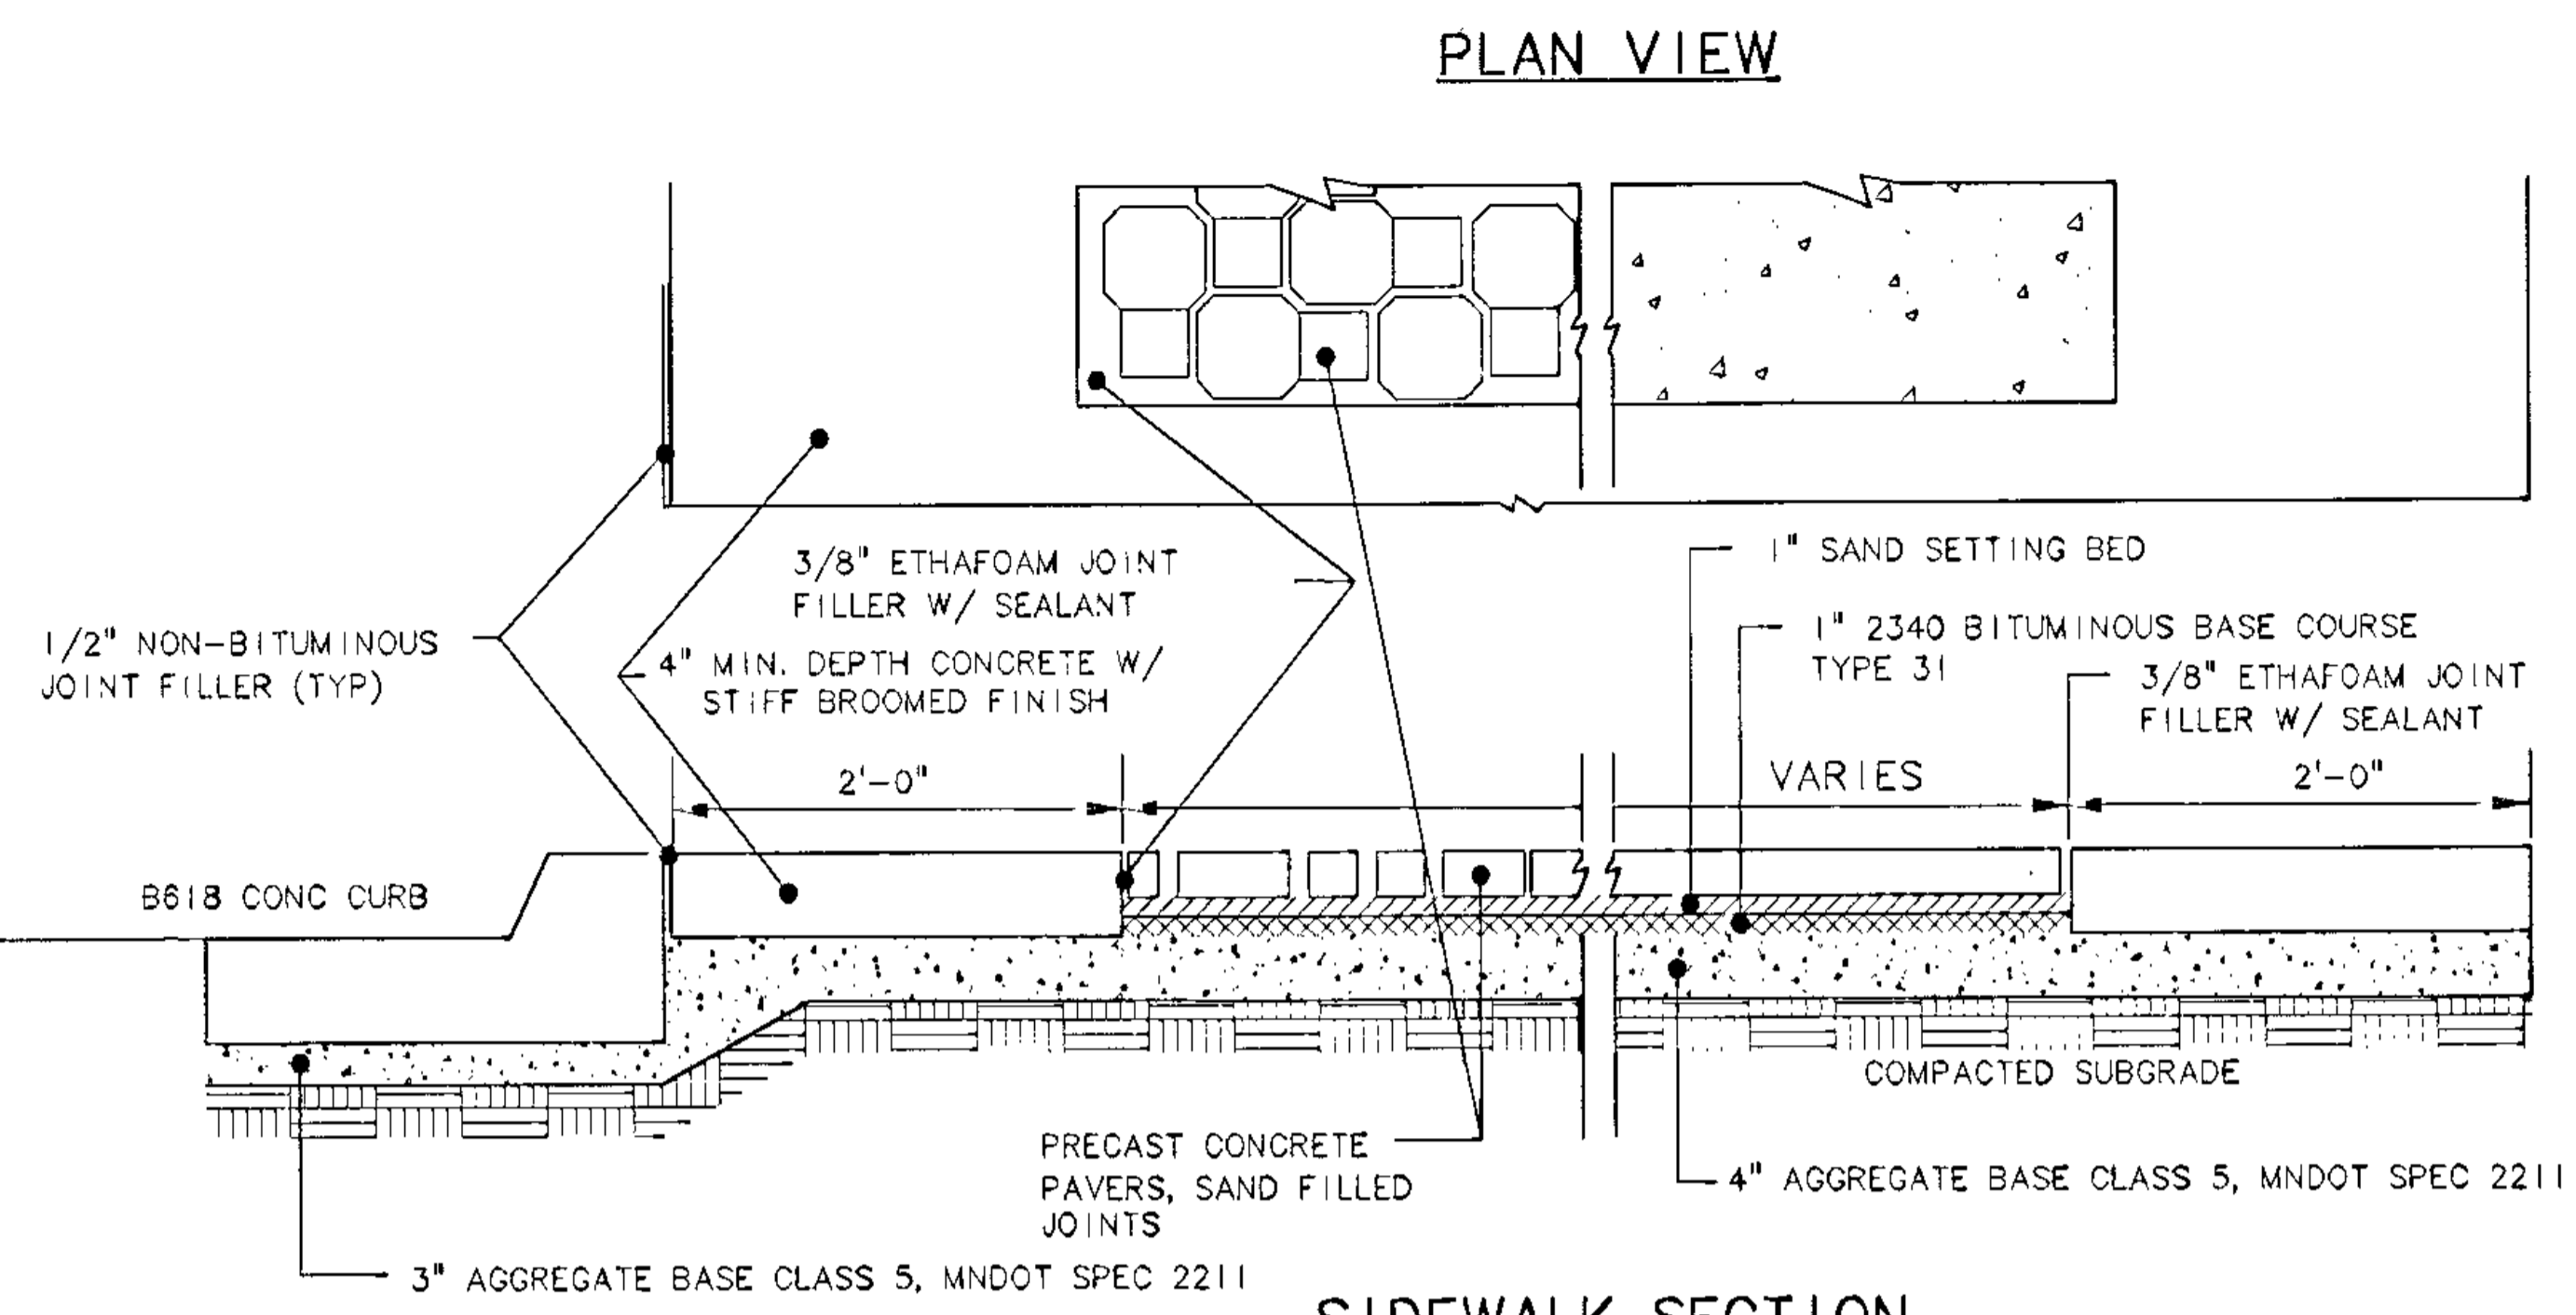 PLAN VIEW
3/8" ETHAFOAM JOINT
FILLER W/ SEALANT
1" SAND SETTING BED
1/2" NON-BITUMINOUS
JOINT FILLER (TYP)
4" MIN. DEPTH CONCRETE W/
STIFF BROOMED FINISH
1" 2340 BITUMINOUS BASE COURSE
TYPE 31
3/8" ETHAFOAM JOINT
FILLER W/ SEALANT
2'-0"
VARIES
2'-0"
B618 CONC CURB
COMPACTED SUBGRADE
PRECAST CONCRETE
PAVERS, SAND FILLED
JOINTS
4" AGGREGATE BASE CLASS 5, MNDOT SPEC 2211
3" AGGREGATE BASE CLASS 5, MNDOT SPEC 2211
SIDEWALK SECTION